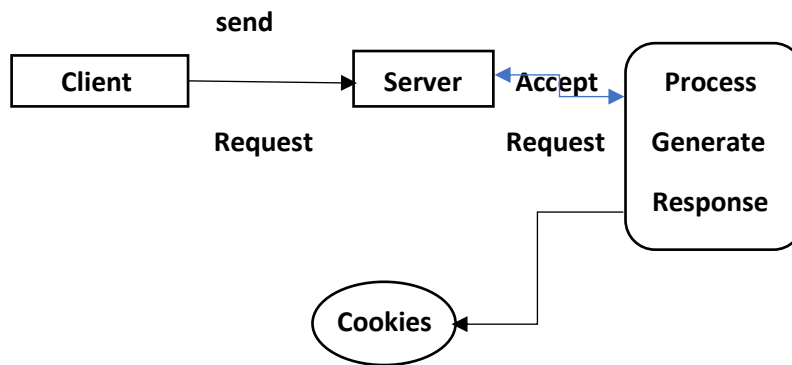 send
Client
Server
Accept
Process
Request
Request
Generate
Response
Cookies